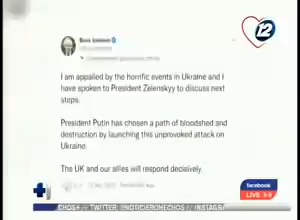 Boris Johnson
12
I am appalled by the horrific events in Ukraine and I
have spoken to President Zelenskyy to discuss next
steps.
President Putin has chosen a path of bloodshed and
destruction by launching this unprovoked attack on
Ukraine.
The UK and our allies will respond decisively.
facebook
LIVE
CHOS+ // TWITTER: @NOTICIEROHECHOS // INSTAGR